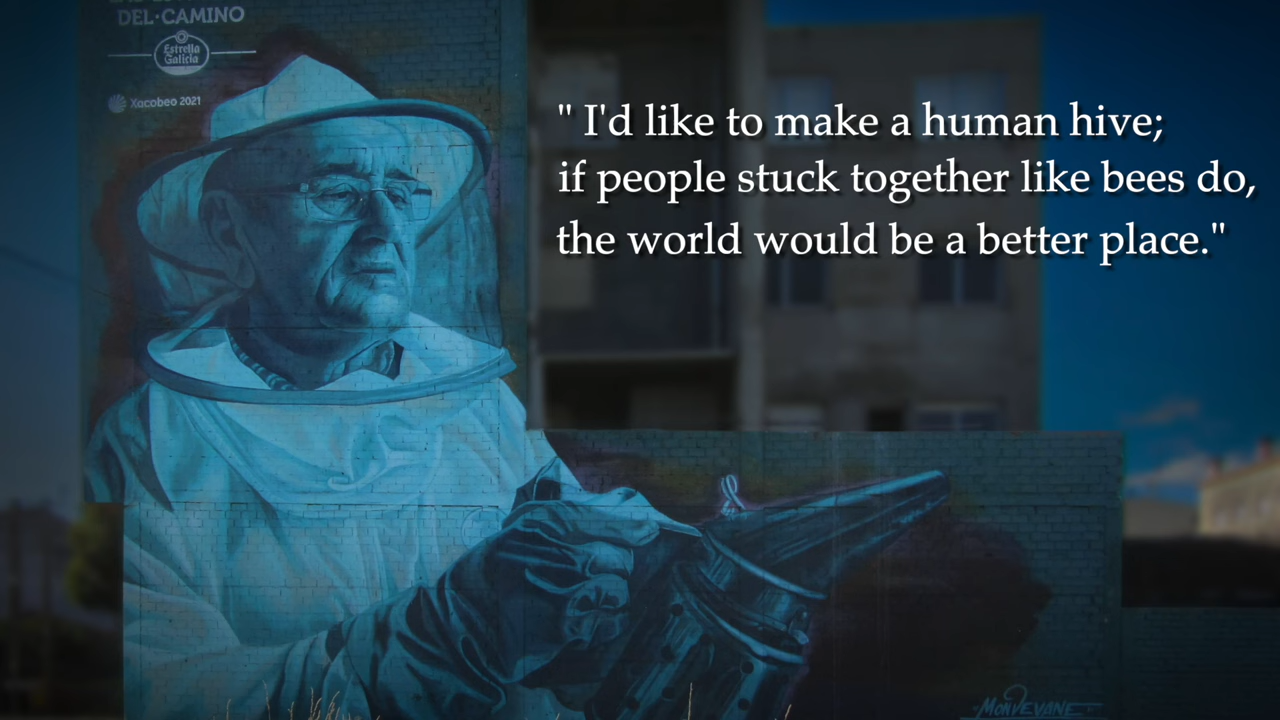 DEL·CAMINO
Estrella
Galicia
Xacobeo 2021
" I'd like to make a human hive;
if people stuck together like bees do,
the world would be a better place."
MONDEVANE